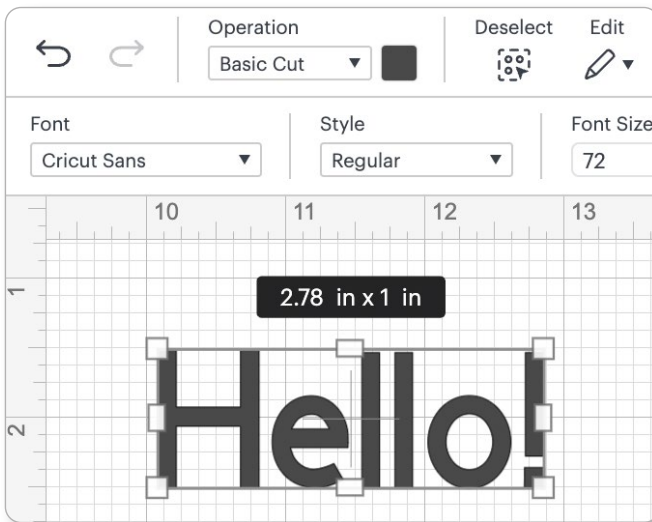 Operation
Deselect
Edit
Basic Cut
Font
Style
Font Size
Cricut Sans
Regular
72
10
11
12
13
1
2.78 in x 1 in
Hello!
2